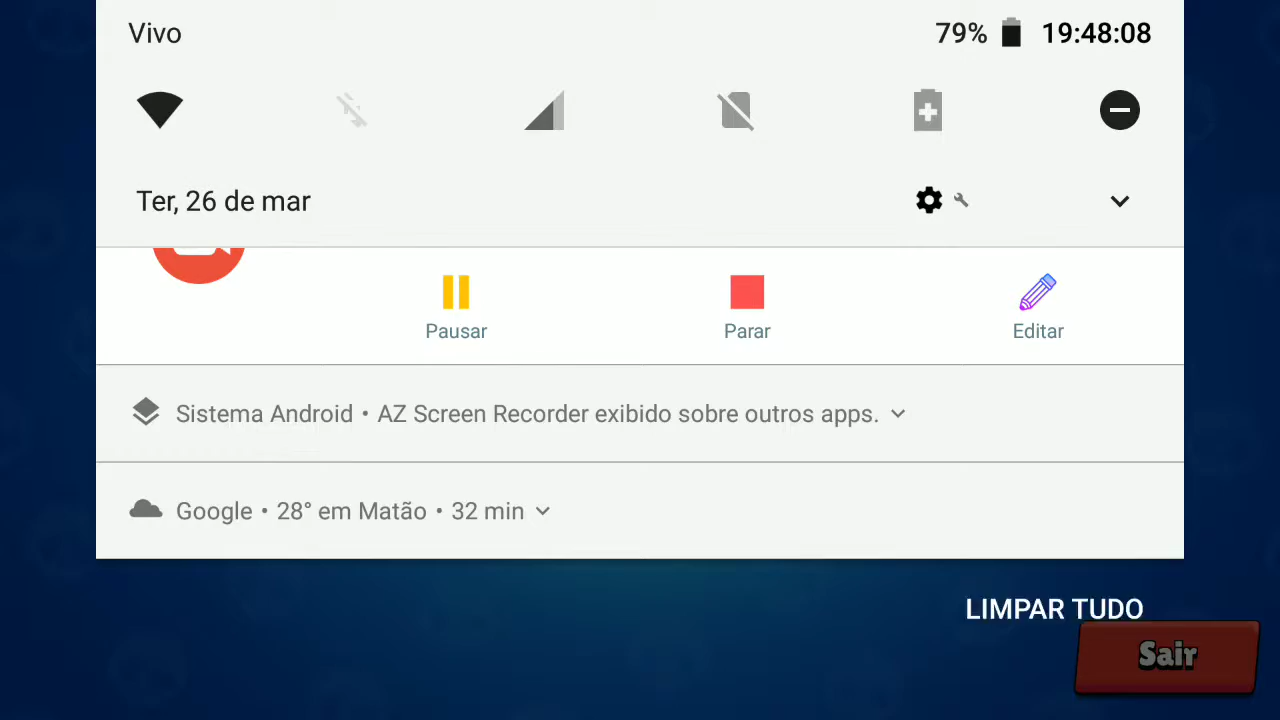 Vivo 79% 19:48:08
Ter, 26 de mar
Pausar Parar Editar
Sistema Android • AZ Screen Recorder exibido sobre outros apps.
Google • 28° em Matão • 32 min
LIMPAR TUDO
Sair